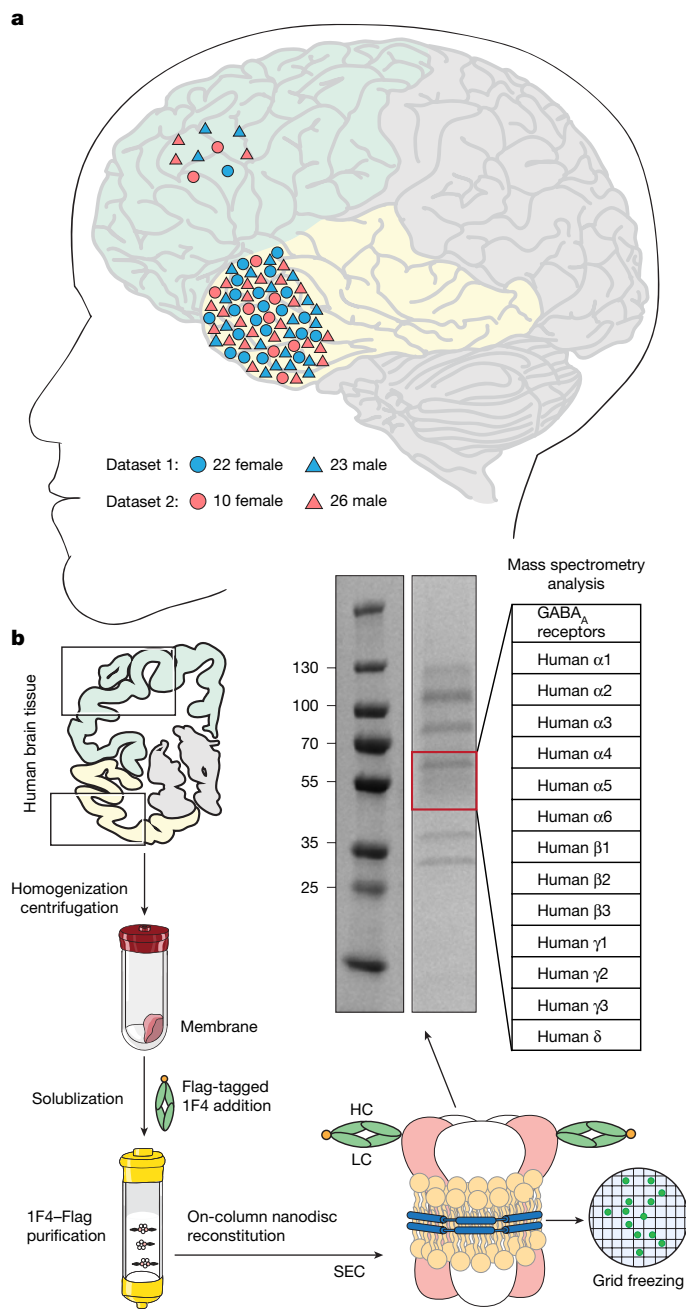 a
Dataset 1: 22 female 23 male
Dataset 2: 10 female 26 male
b
Human brain tissue
Homogenization
centrifugation
Membrane
Solublization
Flag-tagged
1F4 addition
1F4–Flag
purification
On-column nanodisc
reconstitution
SEC
130
100
70
55
35
25
Mass spectrometry
analysis
GABAA
receptors
Human α1
Human α2
Human α3
Human α4
Human α5
Human α6
Human β1
Human β2
Human β3
Human γ1
Human γ2
Human γ3
Human δ
HC
LC
Grid freezing